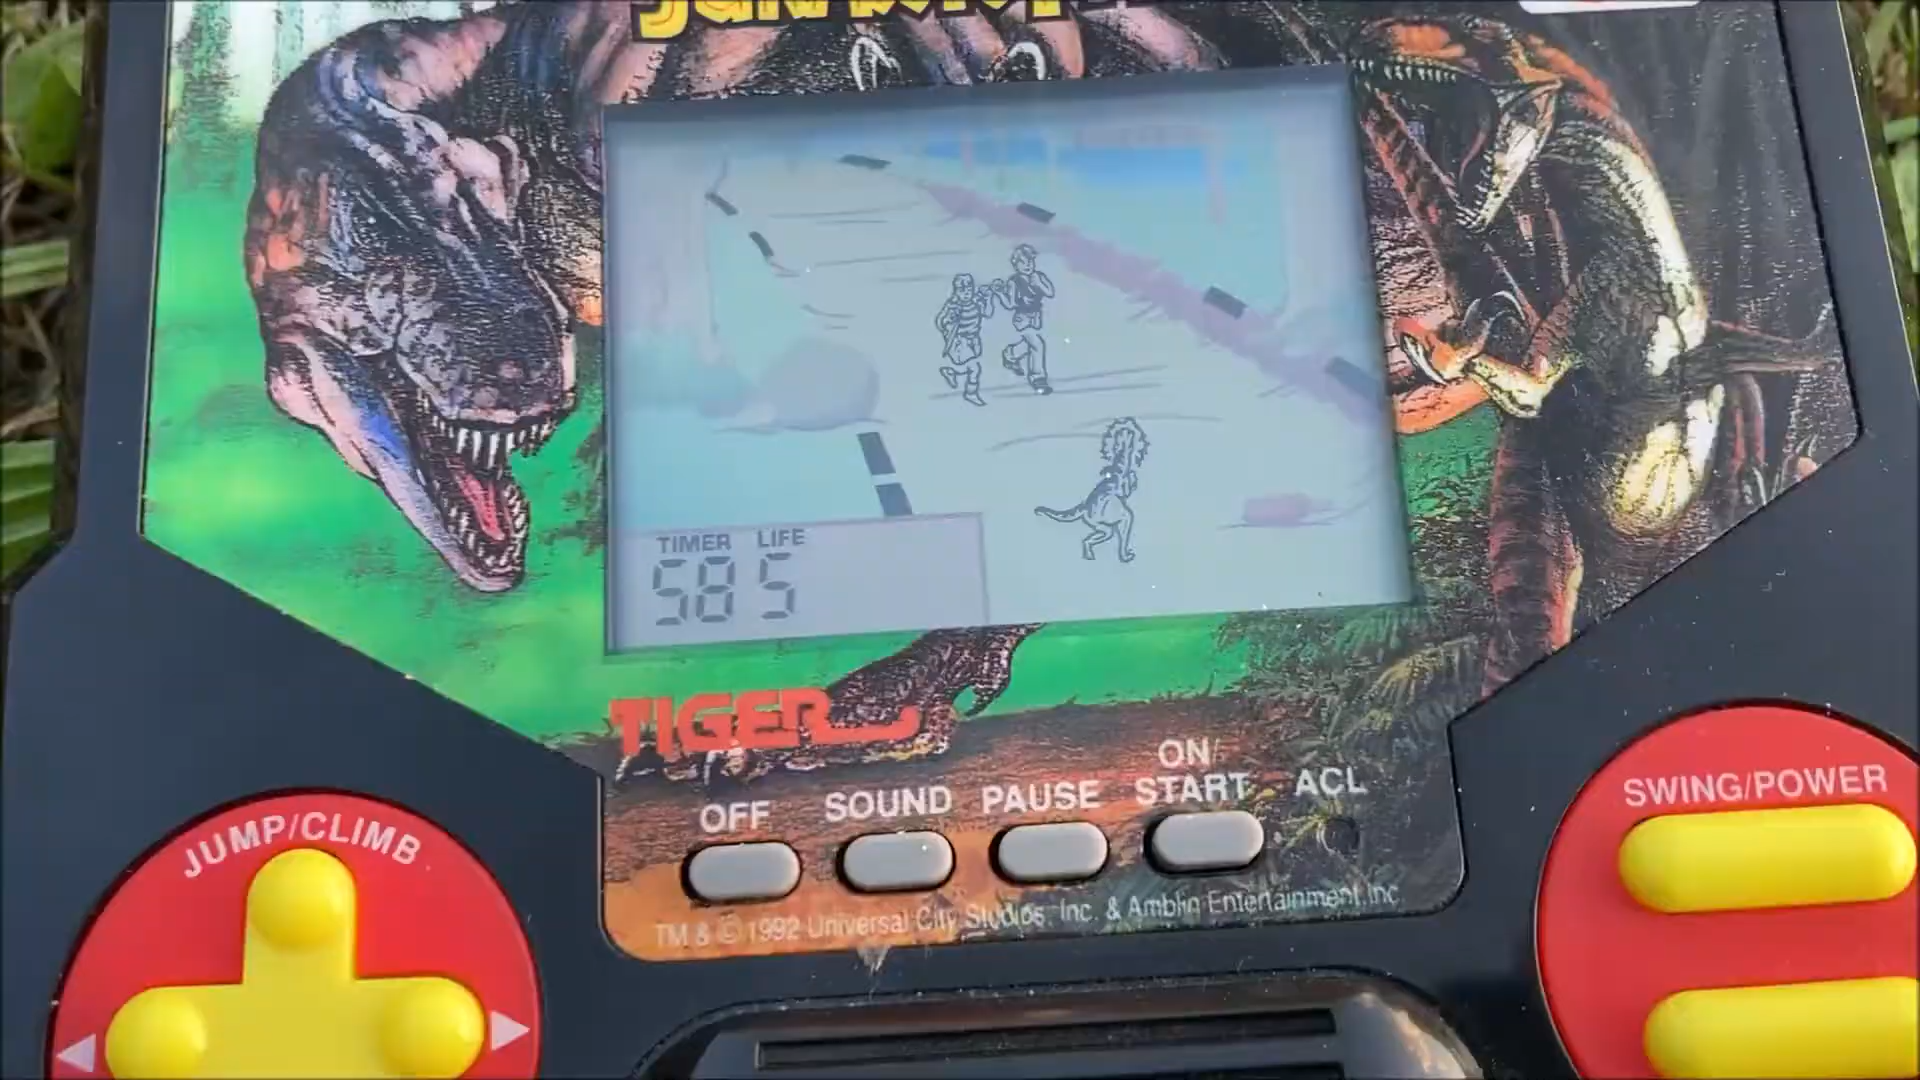 TIMER LIFE
58 5
TIGER
OFF SOUND PAUSE ON/START ACL
JUMP/CLIMB
SWING/POWER
TM & © 1992 Universal City Studios, Inc. & Amblin Entertainment, Inc